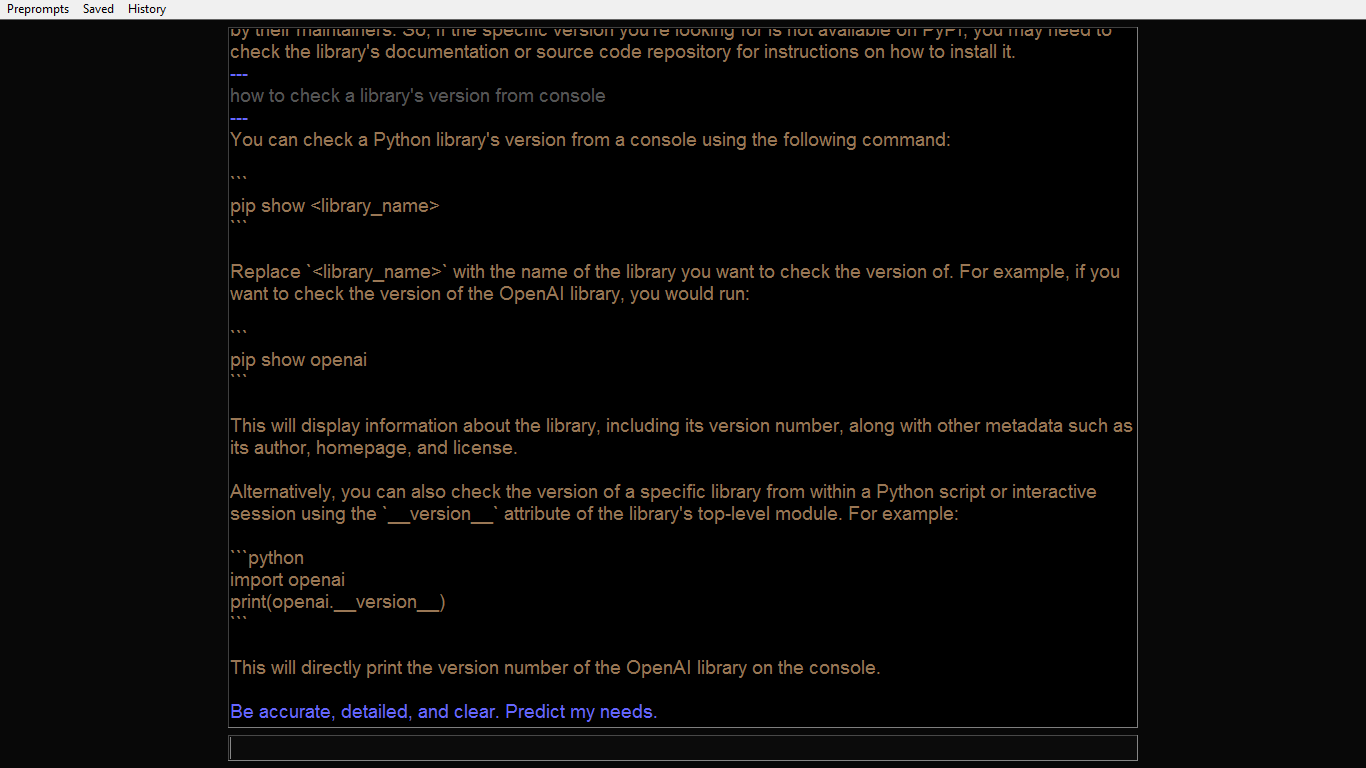 Preprompts Saved History
by their maintainers. So, if the specific version you're looking for is not available on PyPI, you may need to
check the library's documentation or source code repository for instructions on how to install it.
---
how to check a library's version from console
---
You can check a Python library's version from a console using the following command:
```
pip show <library_name>
```
Replace `<library_name>` with the name of the library you want to check the version of. For example, if you
want to check the version of the OpenAI library, you would run:
```
pip show openai
```
This will display information about the library, including its version number, along with other metadata such as
its author, homepage, and license.
Alternatively, you can also check the version of a specific library from within a Python script or interactive
session using the `__version__` attribute of the library's top-level module. For example:
```python
import openai
print(openai.__version__)
```
This will directly print the version number of the OpenAI library on the console.
Be accurate, detailed, and clear. Predict my needs.